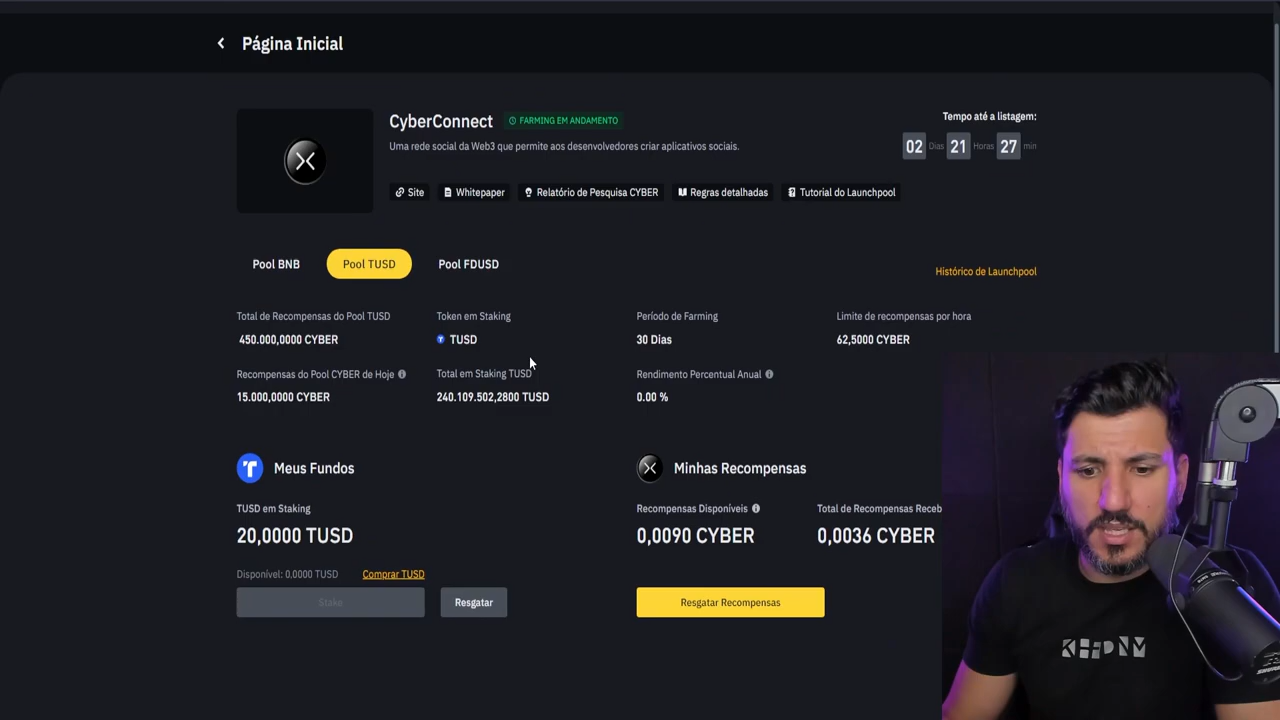 Página Inicial
CyberConnect
FARMING EM ANDAMENTO
Uma rede social da Web3 que permite aos desenvolvedores criar aplicativos sociais.
Tempo até a listagem:
02 Dias 21 Horas 27 min
Site
Whitepaper
Relatório de Pesquisa CYBER
Regras detalhadas
Tutorial do Launchpool
Pool BNB
Pool TUSD
Pool FDUSD
Histórico de Launchpool
Total de Recompensas do Pool TUSD
450.000,0000 CYBER
Token em Staking
TUSD
Período de Farming
30 Dias
Limite de recompensas por hora
62,5000 CYBER
Recompensas do Pool CYBER de Hoje
15.000,0000 CYBER
Total em Staking TUSD
240.109.502,2800 TUSD
Rendimento Percentual Anual
0.00 %
Meus Fundos
TUSD em Staking
20,0000 TUSD
Disponível: 0,0000 TUSD
Comprar TUSD
Stake
Resgatar
Minhas Recompensas
Recompensas Disponíveis
0,0090 CYBER
Total de Recompensas Receb
0,0036 CYBER
Resgatar Recompensas